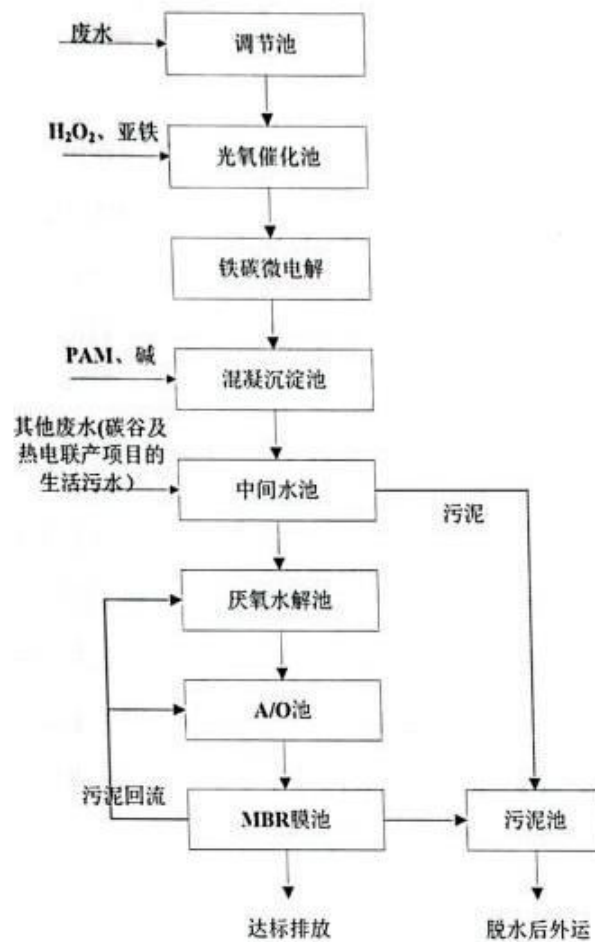 废水
调节池
H₂O₂、亚铁
光氧催化池
铁碳微电解
PAM、碱
混凝沉淀池
其他废水(碳谷及
热电联产项目的
生活污水）
中间水池
污泥
厌氧水解池
A/O池
污泥回流
MBR膜池
污泥池
达标排放
脱水后外运